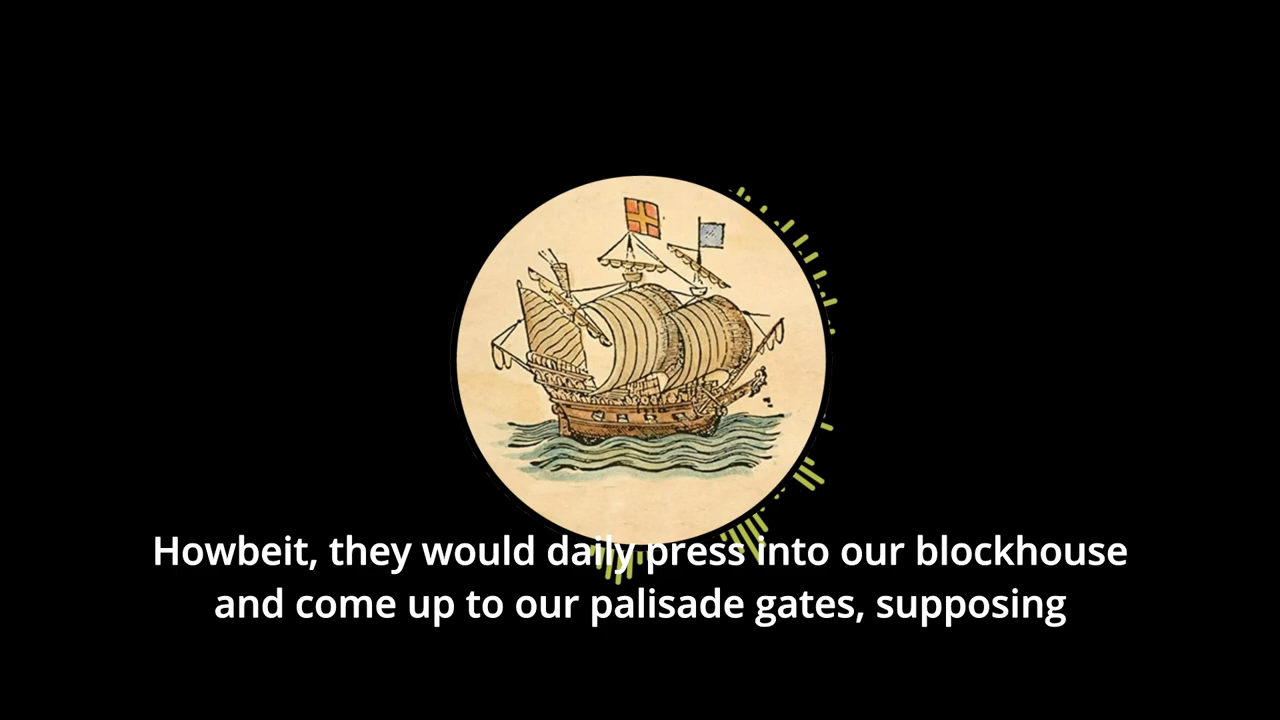 Howbeit, they would daily press into our blockhouse
and come up to our palisade gates, supposing